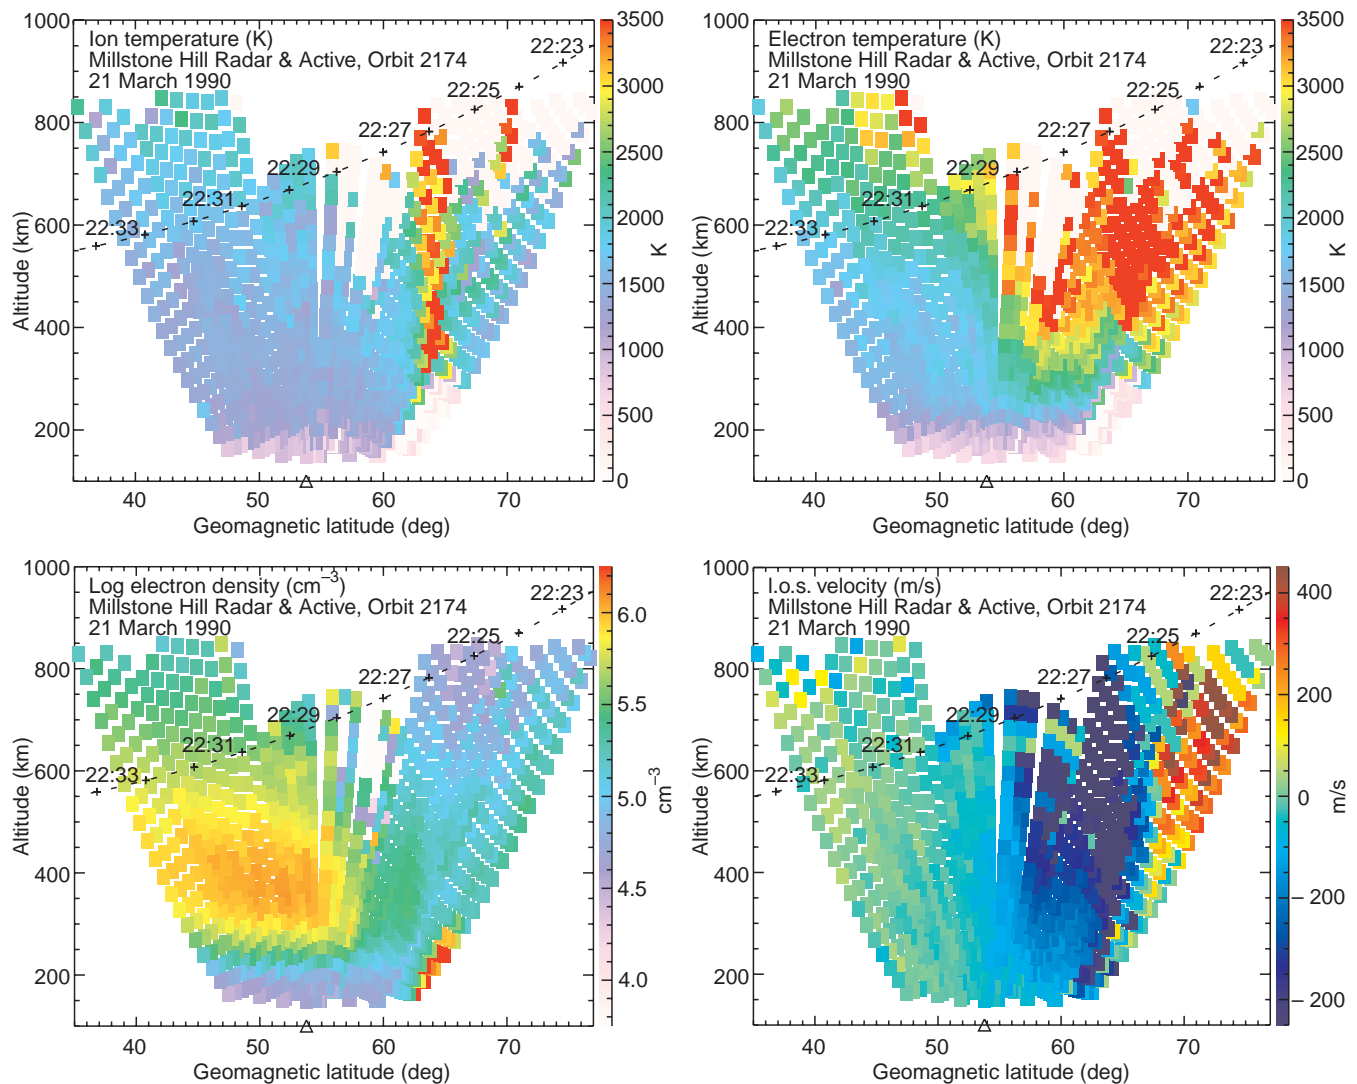 Ion temperature (K)
Millstone Hill Radar & Active, Orbit 2174
21 March 1990
22:23
22:25
22:27
22:29
22:31
22:33
1000
800
600
400
200
Altitude (km)
40 50 60 70
Geomagnetic latitude (deg)
3500
3000
2500
2000
1500
1000
500
0
K
Electron temperature (K)
Millstone Hill Radar & Active, Orbit 2174
21 March 1990
22:23
22:25
22:27
22:29
22:31
22:33
1000
800
600
400
200
Altitude (km)
40 50 60 70
Geomagnetic latitude (deg)
3500
3000
2500
2000
1500
1000
500
0
K
Log electron density (cm⁻³)
Millstone Hill Radar & Active, Orbit 2174
21 March 1990
22:23
22:25
22:27
22:29
22:31
22:33
1000
800
600
400
200
Altitude (km)
40 50 60 70
Geomagnetic latitude (deg)
6.0
5.5
5.0
4.5
4.0
cm⁻³
l.o.s. velocity (m/s)
Millstone Hill Radar & Active, Orbit 2174
21 March 1990
22:23
22:25
22:27
22:29
22:31
22:33
1000
800
600
400
200
Altitude (km)
40 50 60 70
Geomagnetic latitude (deg)
400
200
0
−200
−200
m/s